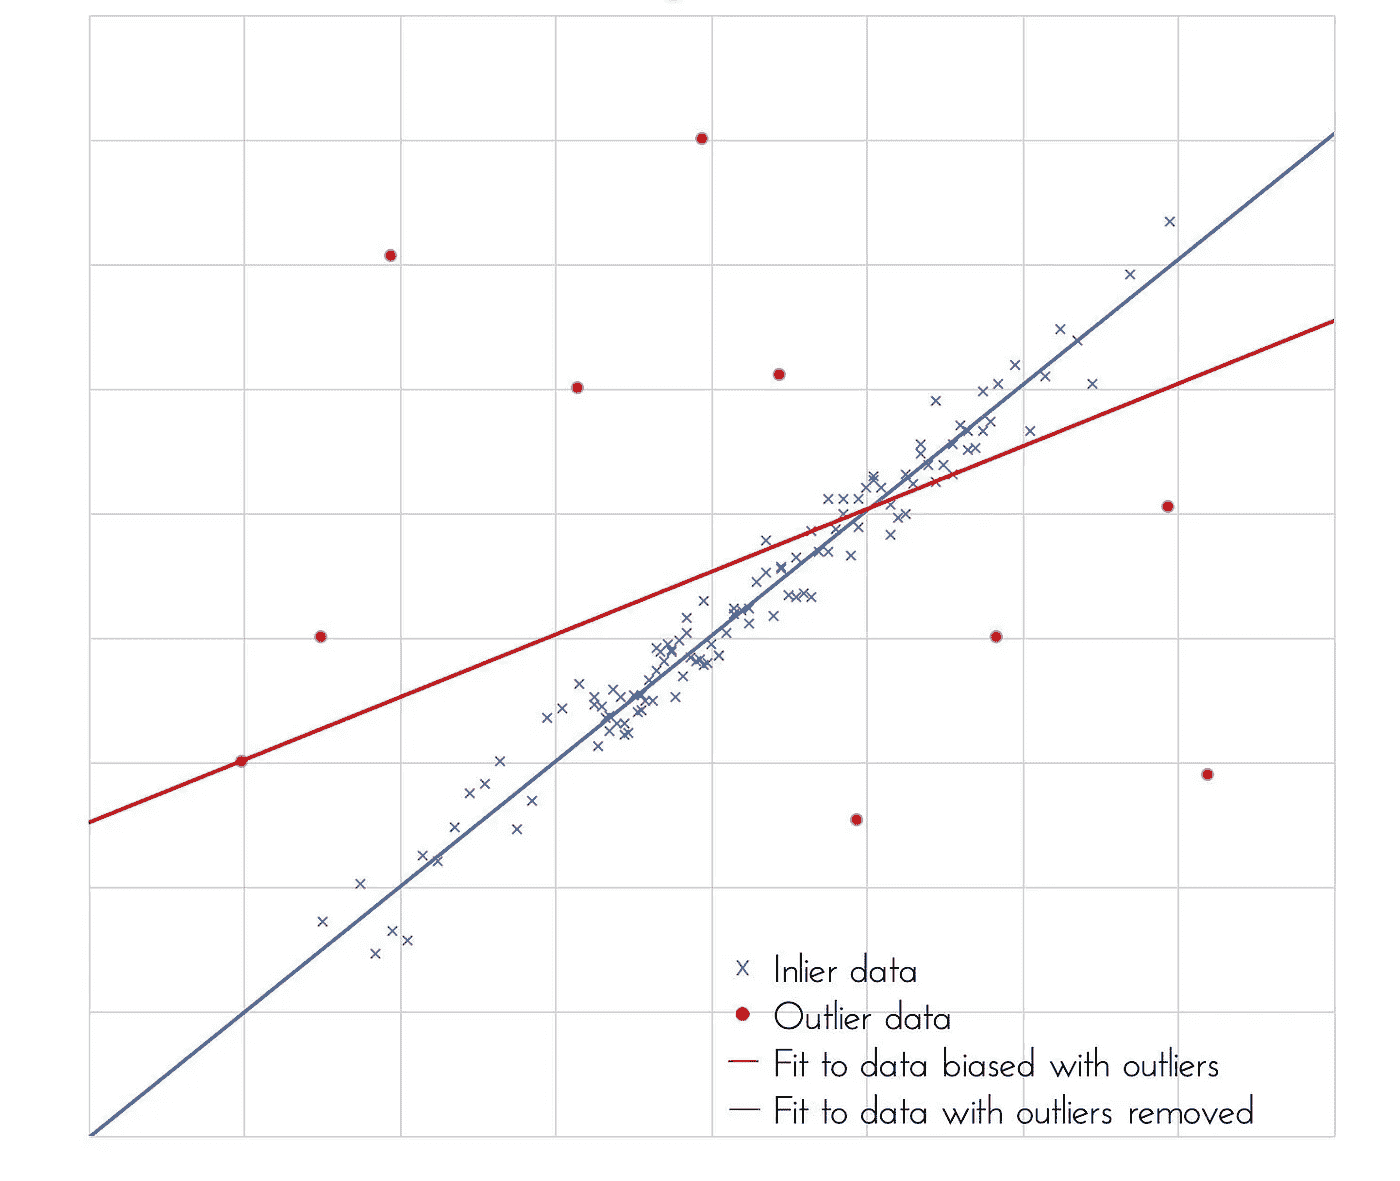 Inlier data
Outlier data
Fit to data biased with outliers
Fit to data with outliers removed